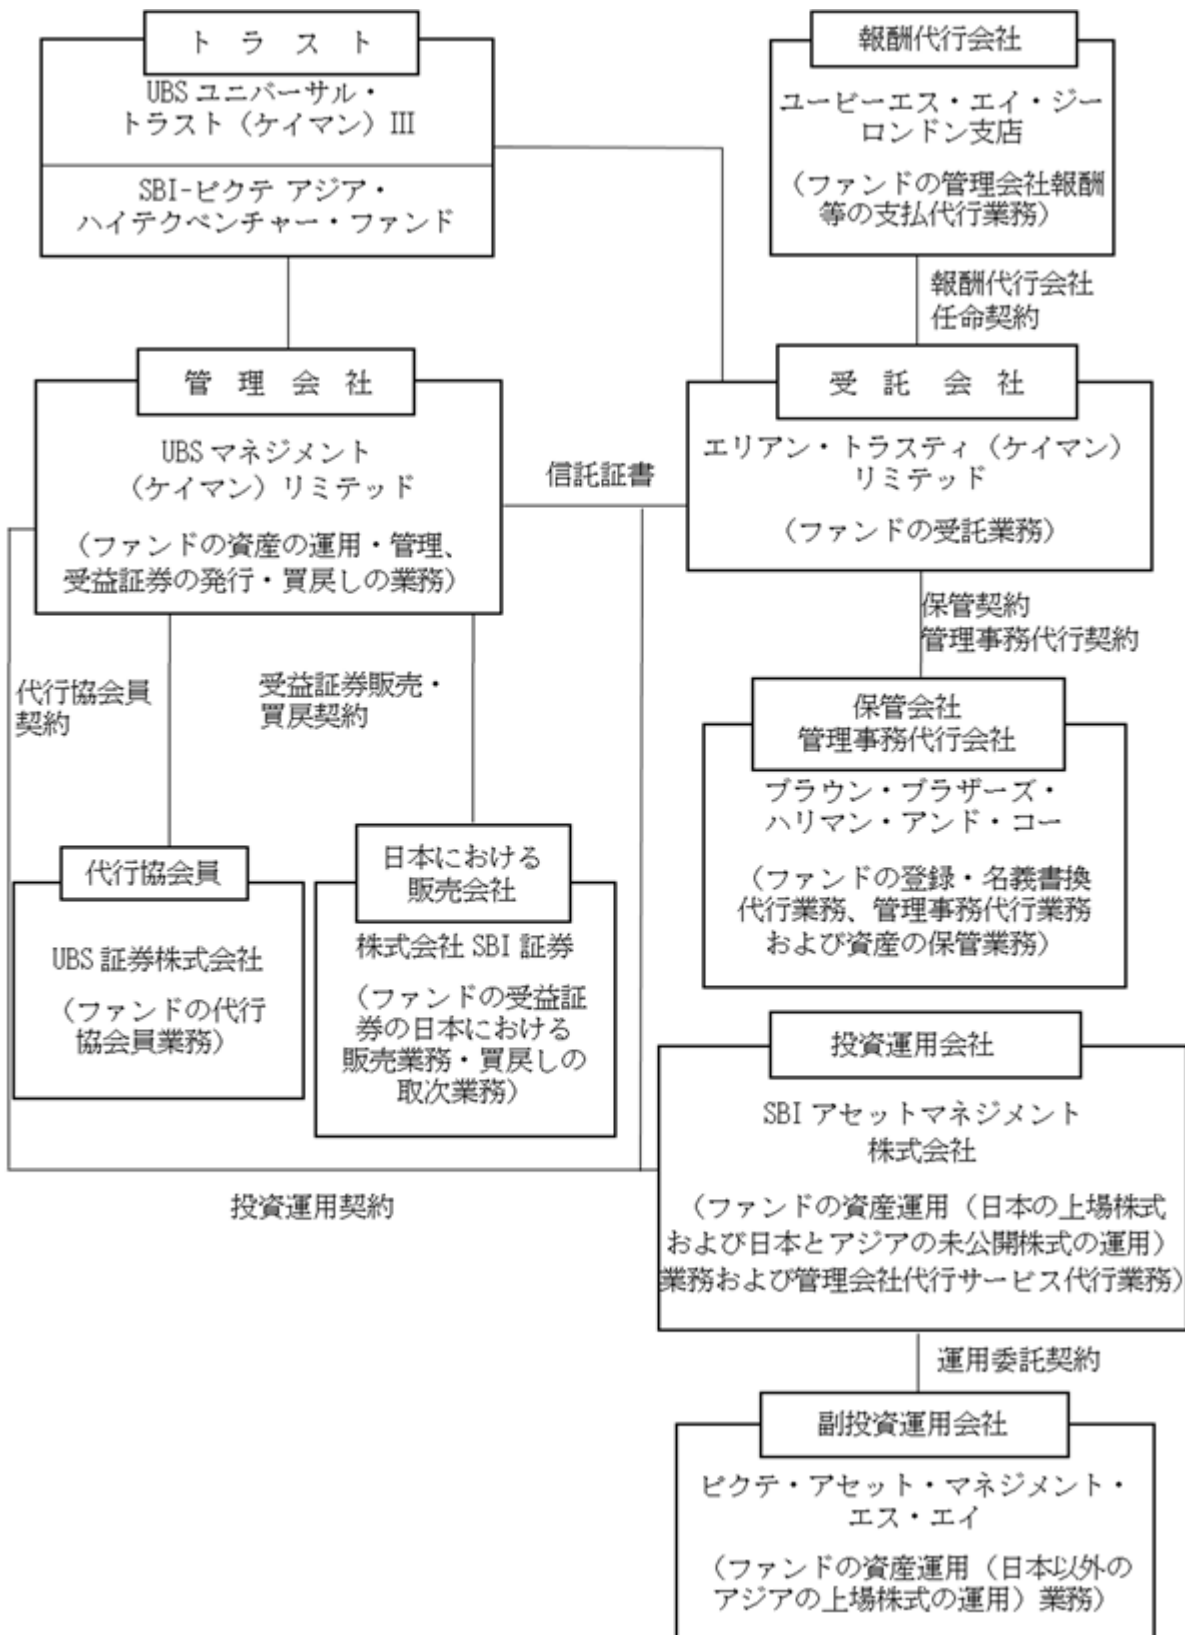 トラスト
UBSユニバーサル・
トラスト（ケイマン）III
SBI-ピクテ アジア・
ハイテクベンチャー・ファンド
報酬代行会社
ユービーエス・エイ・ジー
ロンドン支店
（ファンドの管理会社報酬
等の支払代行業務）
報酬代行会社
任命契約
管理会社
UBSマネジメント
（ケイマン）リミテッド
（ファンドの資産の運用・管理、
受益証券の発行・買戻しの業務）
信託証書
受託会社
エリアン・トラスティ（ケイマン）
リミテッド
（ファンドの受託業務）
保管契約
管理事務代行契約
代行協会員
契約
受益証券販売・
買戻契約
保管会社
管理事務代行会社
ブラウン・ブラザーズ・
ハリマン・アンド・コー
（ファンドの登録・名義書換
代行業務、管理事務代行業務
および資産の保管業務）
代行協会員
UBS証券株式会社
（ファンドの代行
協会員業務）
日本における
販売会社
株式会社SBI証券
（ファンドの受益証
券の日本における
販売業務・買戻しの
取次業務）
投資運用会社
SBIアセットマネジメント
株式会社
（ファンドの資産運用（日本の上場株式
および日本とアジアの未公開株式の運用）
業務および管理会社代行サービス代行業務）
投資運用契約
運用委託契約
副投資運用会社
ピクテ・アセット・マネジメント・
エス・エイ
（ファンドの資産運用（日本以外の
アジアの上場株式の運用）業務）